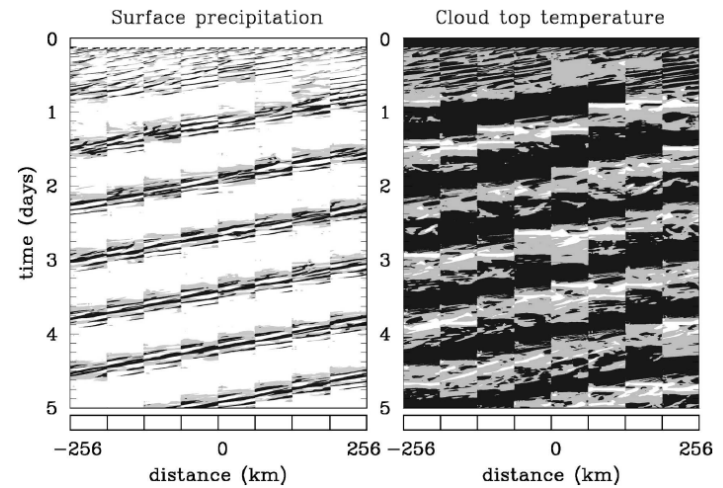 Surface precipitation
Cloud top temperature
time (days)
0
1
2
3
4
5
0
1
2
3
4
5
−256 0 256
−256 0 256
distance (km)
distance (km)